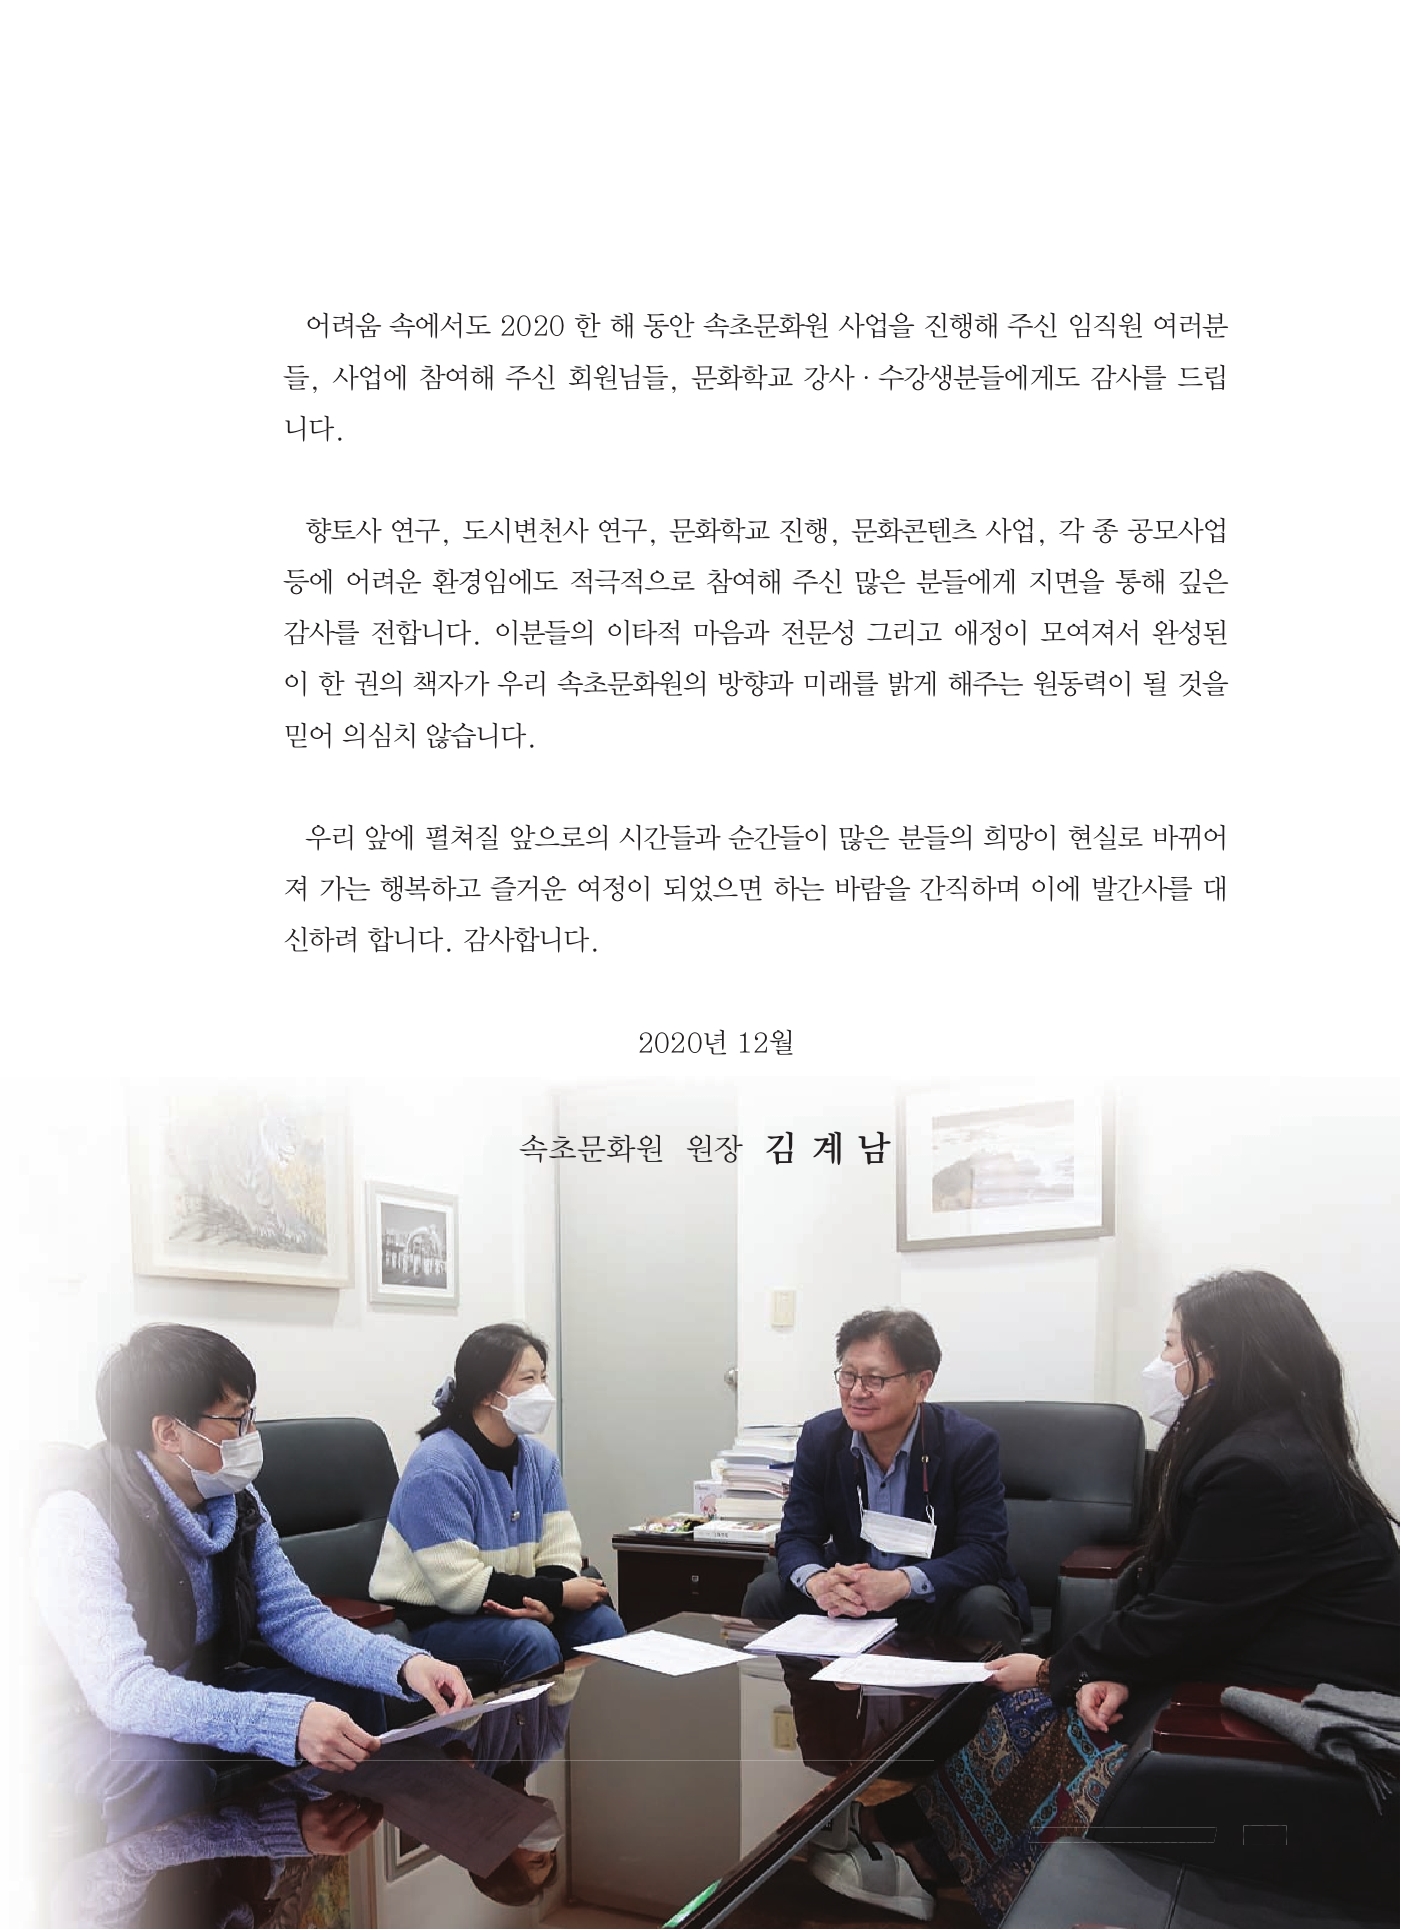 어려움 속에서도 2020 한 해 동안 속초문화원 사업을 진행해 주신 임직원 여러분
들, 사업에 참여해 주신 회원님들, 문화학교 강사·수강생분들에게도 감사를 드립
니다.
향토사 연구, 도시변천사 연구, 문화학교 진행, 문화콘텐츠 사업, 각 종 공모사업
등에 어려운 환경임에도 적극적으로 참여해 주신 많은 분들에게 지면을 통해 깊은
감사를 전합니다. 이분들의 이타적 마음과 전문성 그리고 애정이 모여져서 완성된
이 한 권의 책자가 우리 속초문화원의 방향과 미래를 밝게 해주는 원동력이 될 것을
믿어 의심치 않습니다.
우리 앞에 펼쳐질 앞으로의 시간들과 순간들이 많은 분들의 희망이 현실로 바뀌어
져 가는 행복하고 즐거운 여정이 되었으면 하는 바람을 간직하며 이에 발간사를 대
신하려 합니다. 감사합니다.
2020년 12월
속초문화원 원장 김 계 남